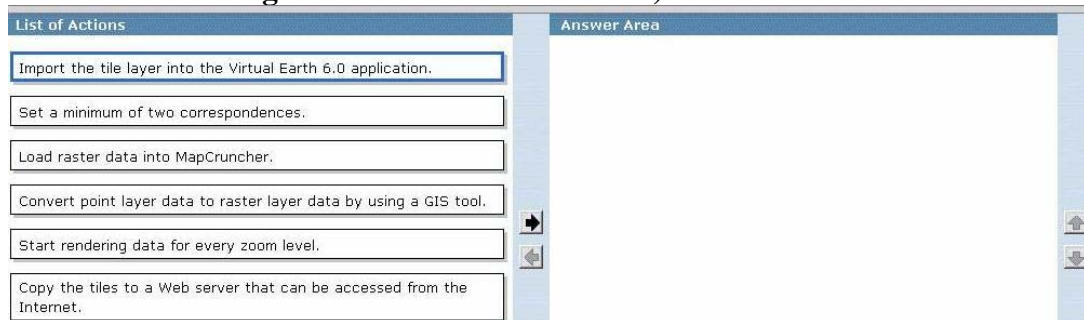 List of Actions
Answer Area
Import the tile layer into the Virtual Earth 6.0 application.
Set a minimum of two correspondences.
Load raster data into MapCruncher.
Convert point layer data to raster layer data by using a GIS tool.
Start rendering data for every zoom level.
Copy the tiles to a Web server that can be accessed from the
Internet.